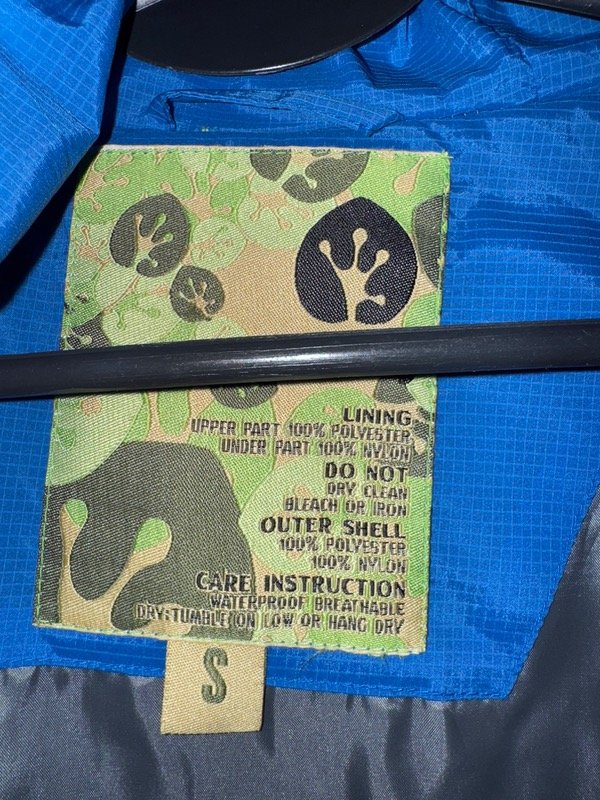 LINING
UPPER PART 100% POLYESTER
UNDER PART 100% NYLON
DO NOT
DRY CLEAN
BLEACH OR IRON
OUTER SHELL
100% POLYESTER
100% NYLON
CARE INSTRUCTION
WATERPROOF BREATHABLE
DRY:TUMBLE ON LOW OR HANG DRY
S